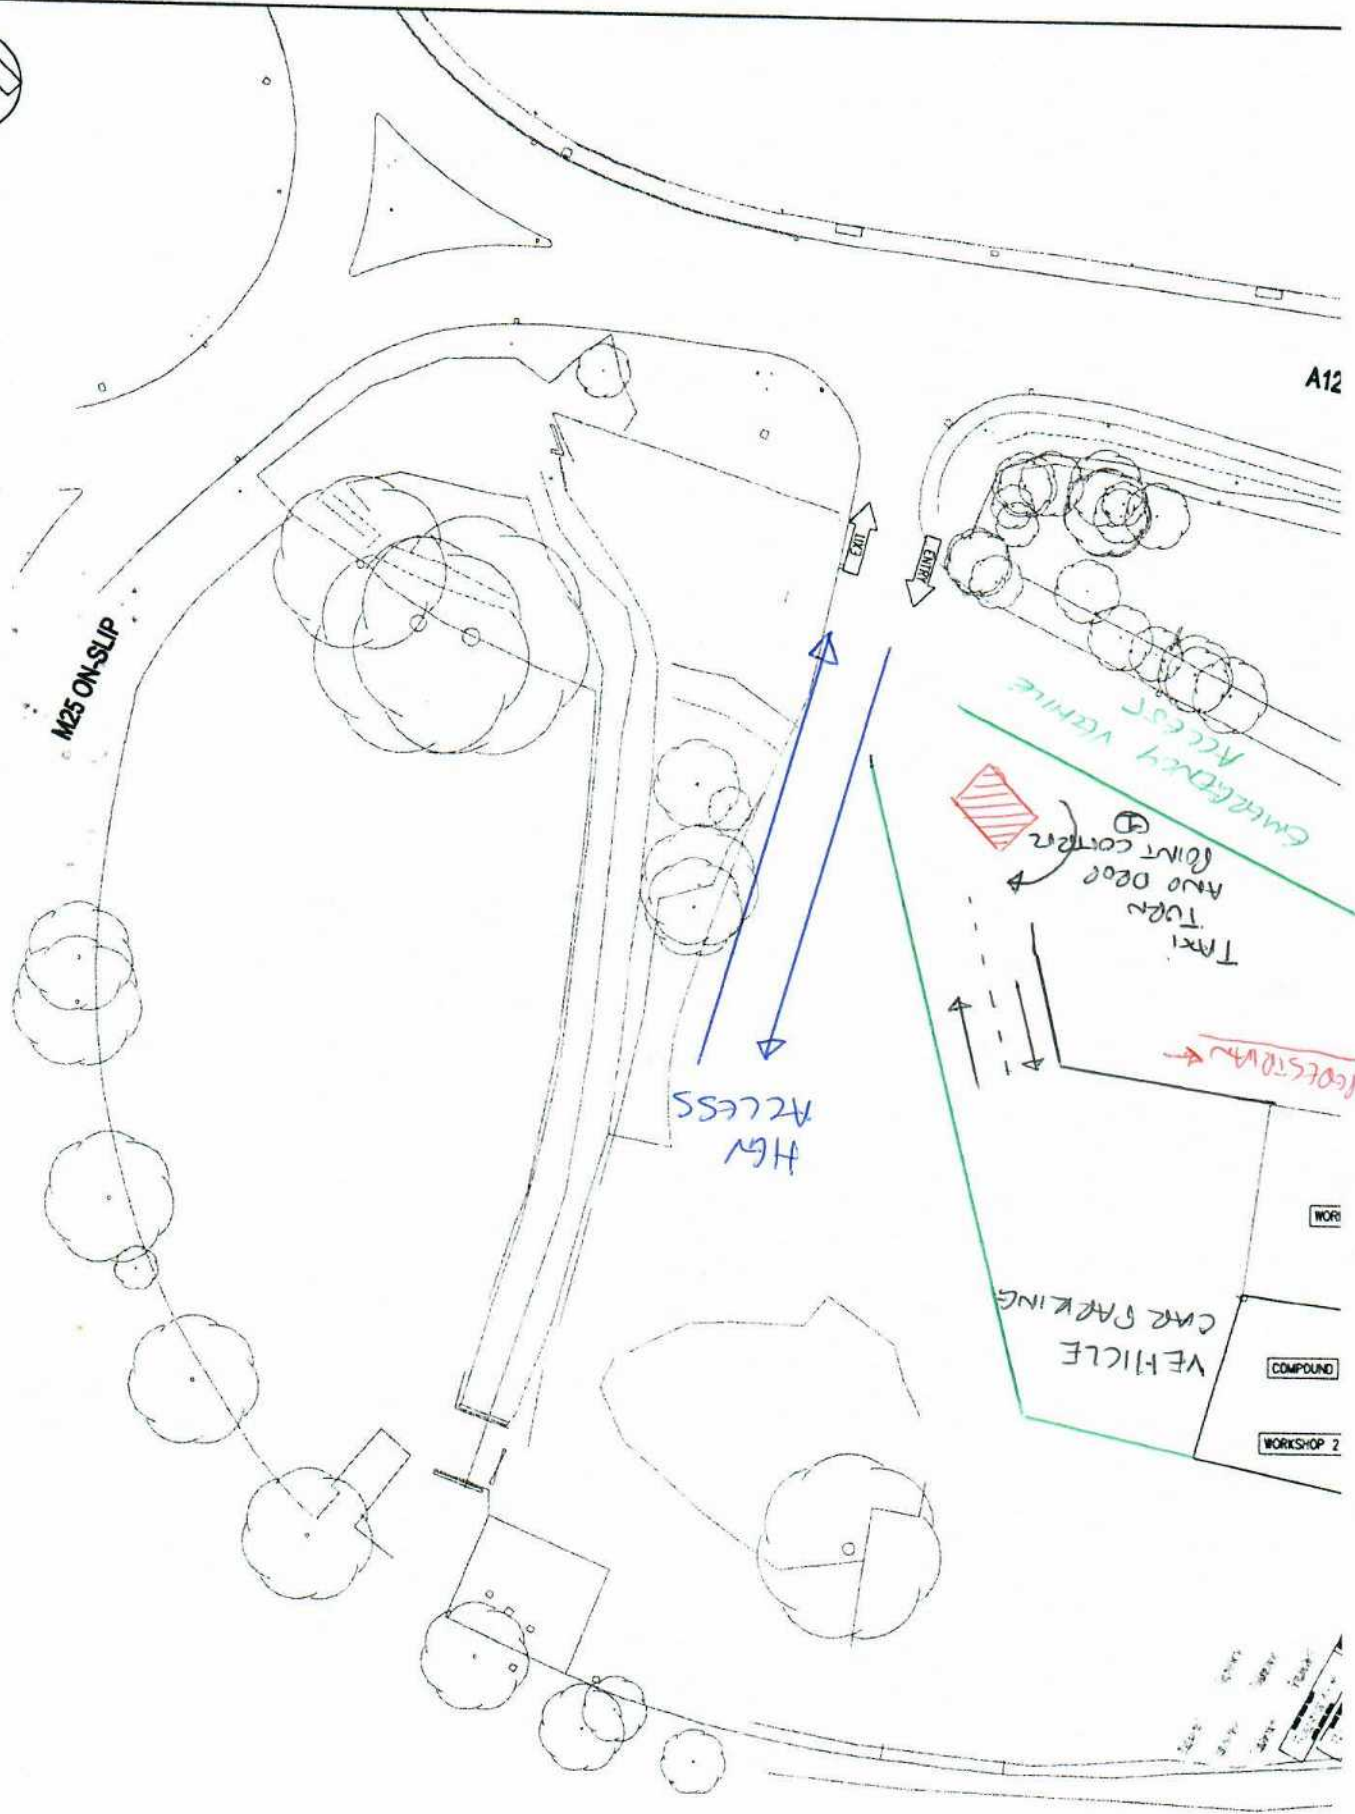 A12
EXIT
ENTRY
M25 ON-SLIP
EMERGENCY VEHICLE
ACCESS
TAXI
TURN
AND DROP
POINT CONTROL
PEDESTRIAN
HGV
ACCESS
VEHICLE
CAR PARKING
WOR
COMPOUND
WORKSHOP 2